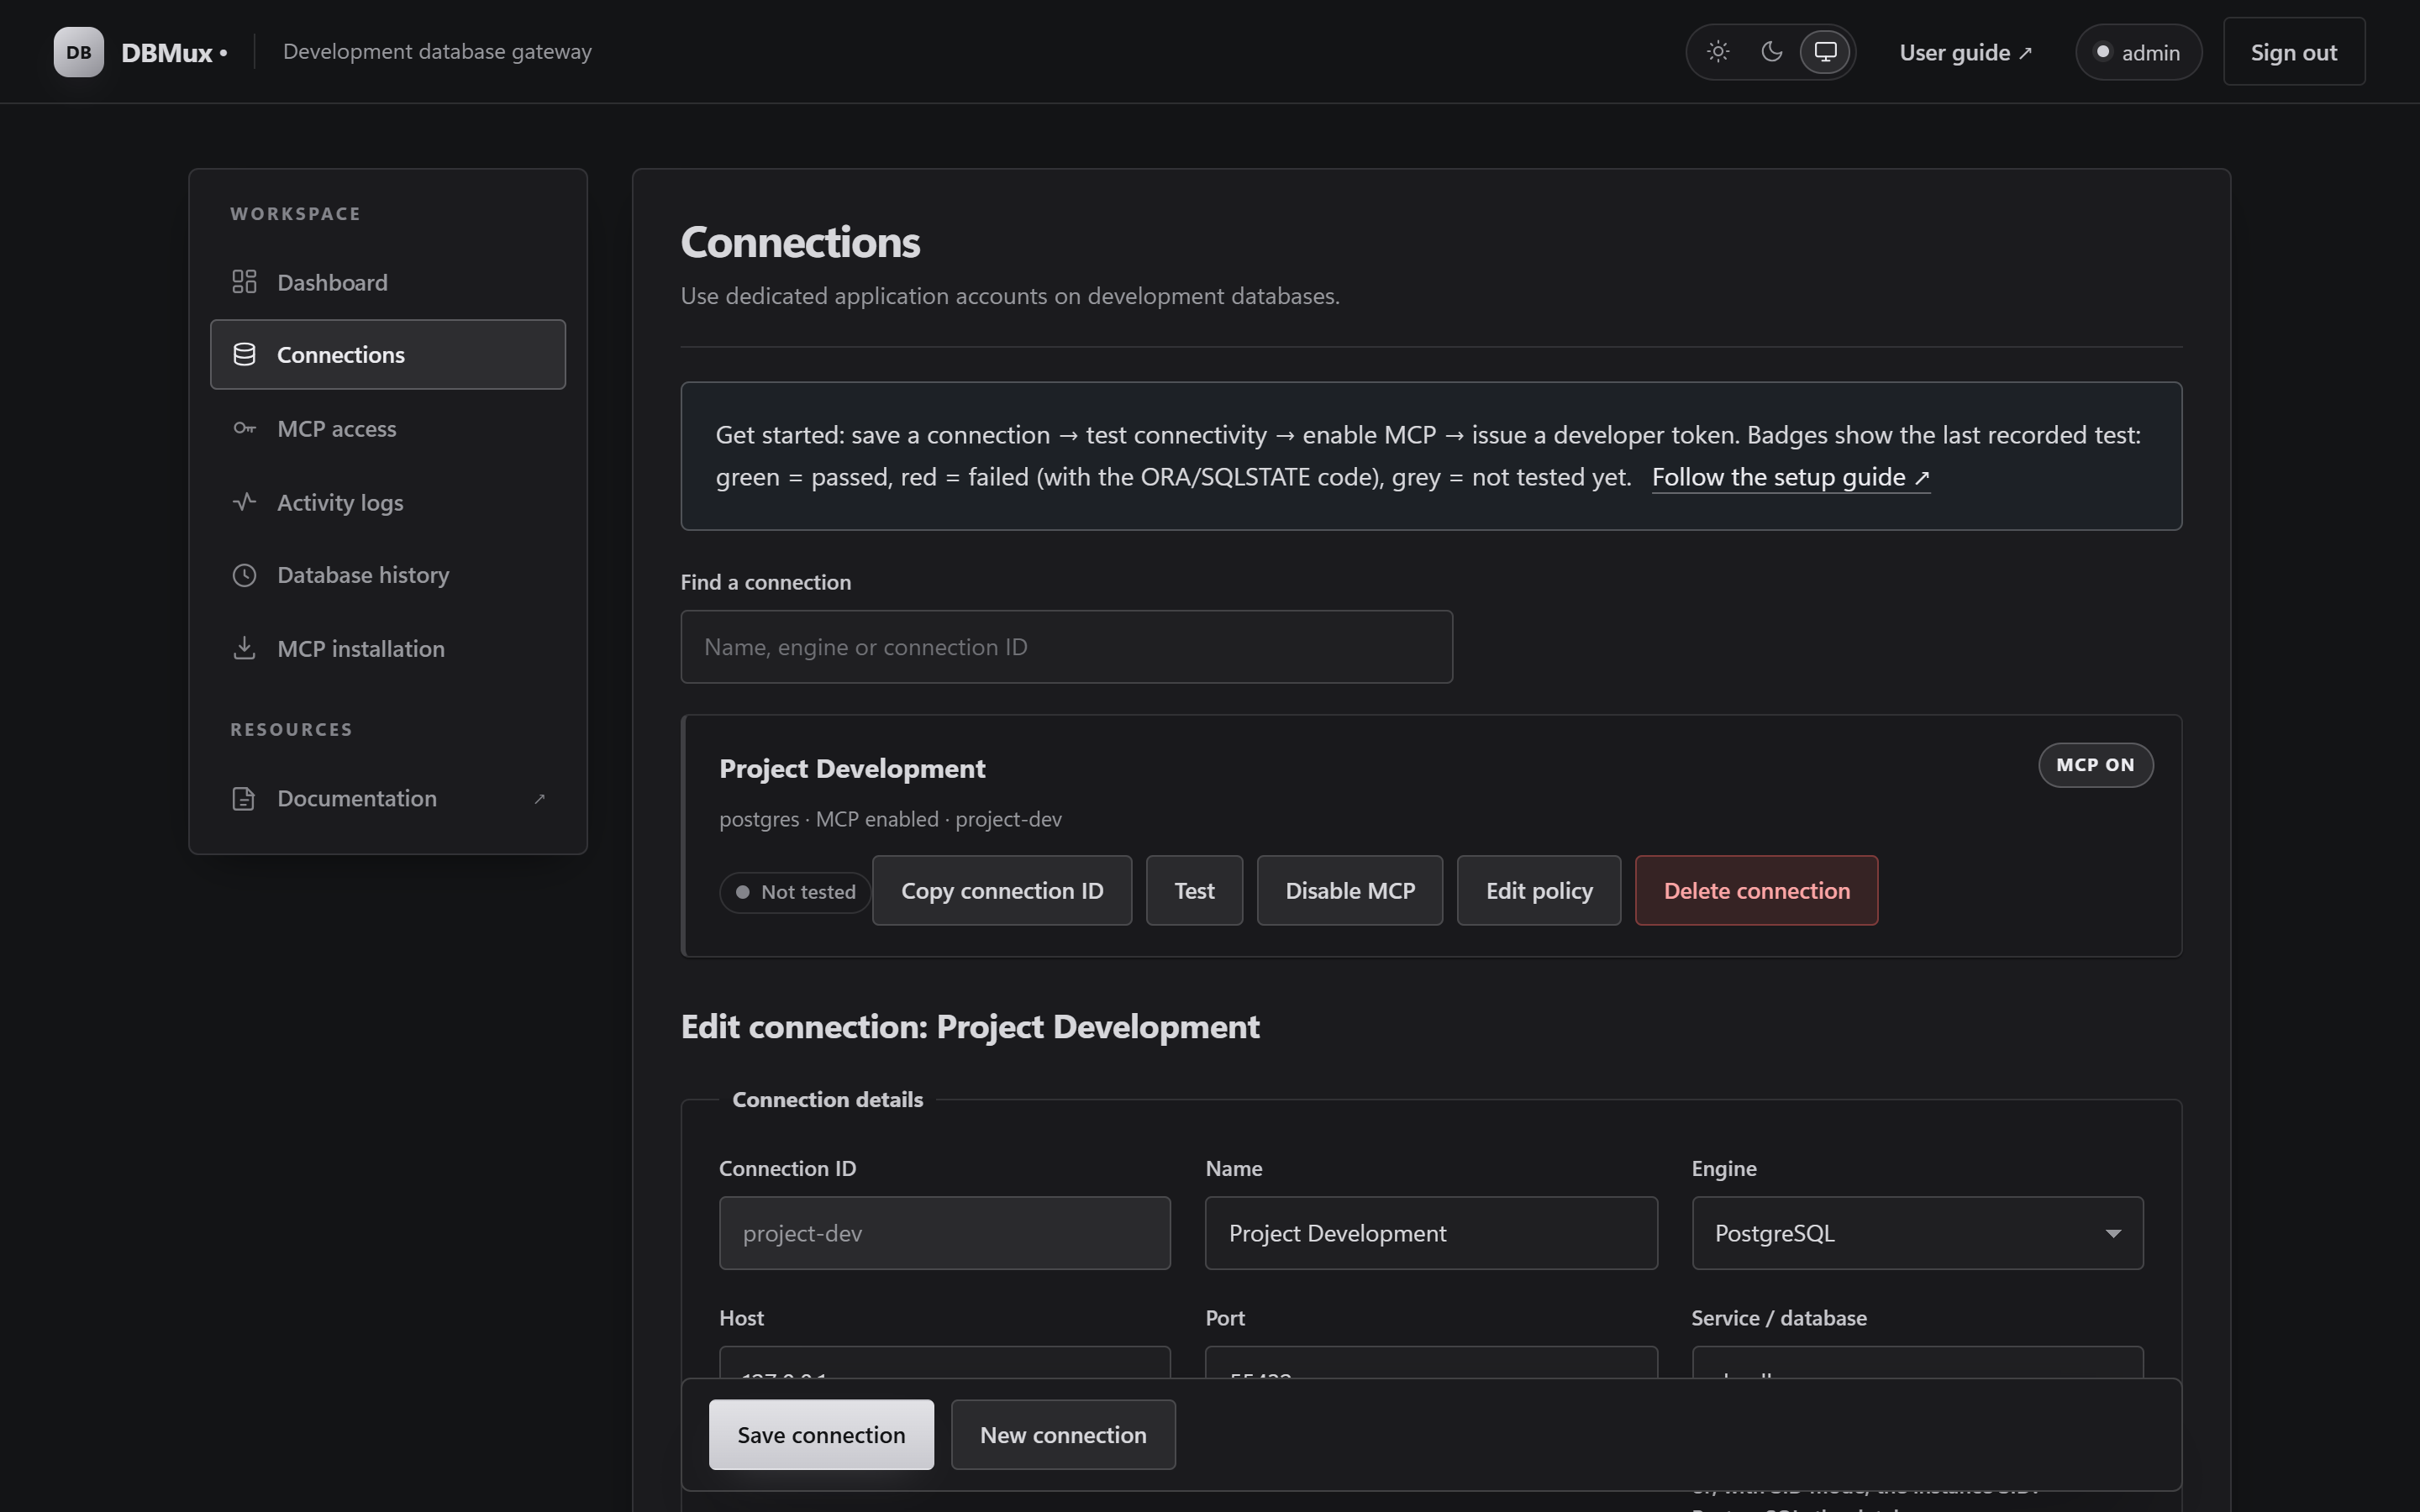 DB
DBMux •
Development database gateway
User guide ↗
admin
Sign out
WORKSPACE
Dashboard
Connections
MCP access
Activity logs
Database history
MCP installation
RESOURCES
Documentation ↗
Connections
Use dedicated application accounts on development databases.
Get started: save a connection → test connectivity → enable MCP → issue a developer token. Badges show the last recorded test:
green = passed, red = failed (with the ORA/SQLSTATE code), grey = not tested yet. Follow the setup guide ↗
Find a connection
Name, engine or connection ID
Project Development
MCP ON
postgres · MCP enabled · project-dev
Not tested
Copy connection ID
Test
Disable MCP
Edit policy
Delete connection
Edit connection: Project Development
Connection details
Connection ID
Name
Engine
project-dev
Project Development
PostgreSQL
Host
Port
Service / database
Save connection
New connection